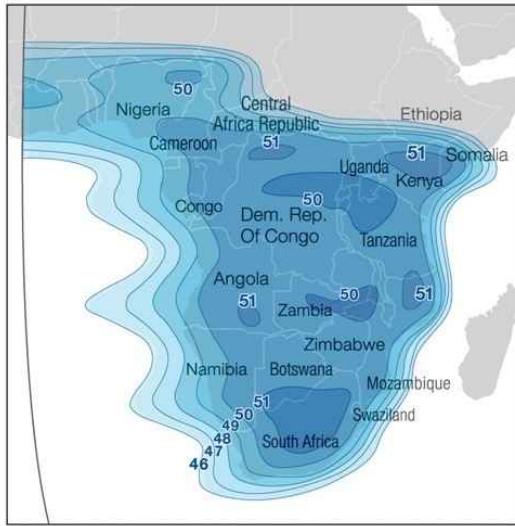 50
Nigeria
Central
Africa Republic
Ethiopia
Cameroon
51
51
Somalia
Uganda
Kenya
50
Congo
Dem. Rep.
Of Congo
Tanzania
Angola
51
50
51
Zambia
Zimbabwe
Namibia
Botswana
Mozambique
51
50
49
48
47
46
Swaziland
South Africa